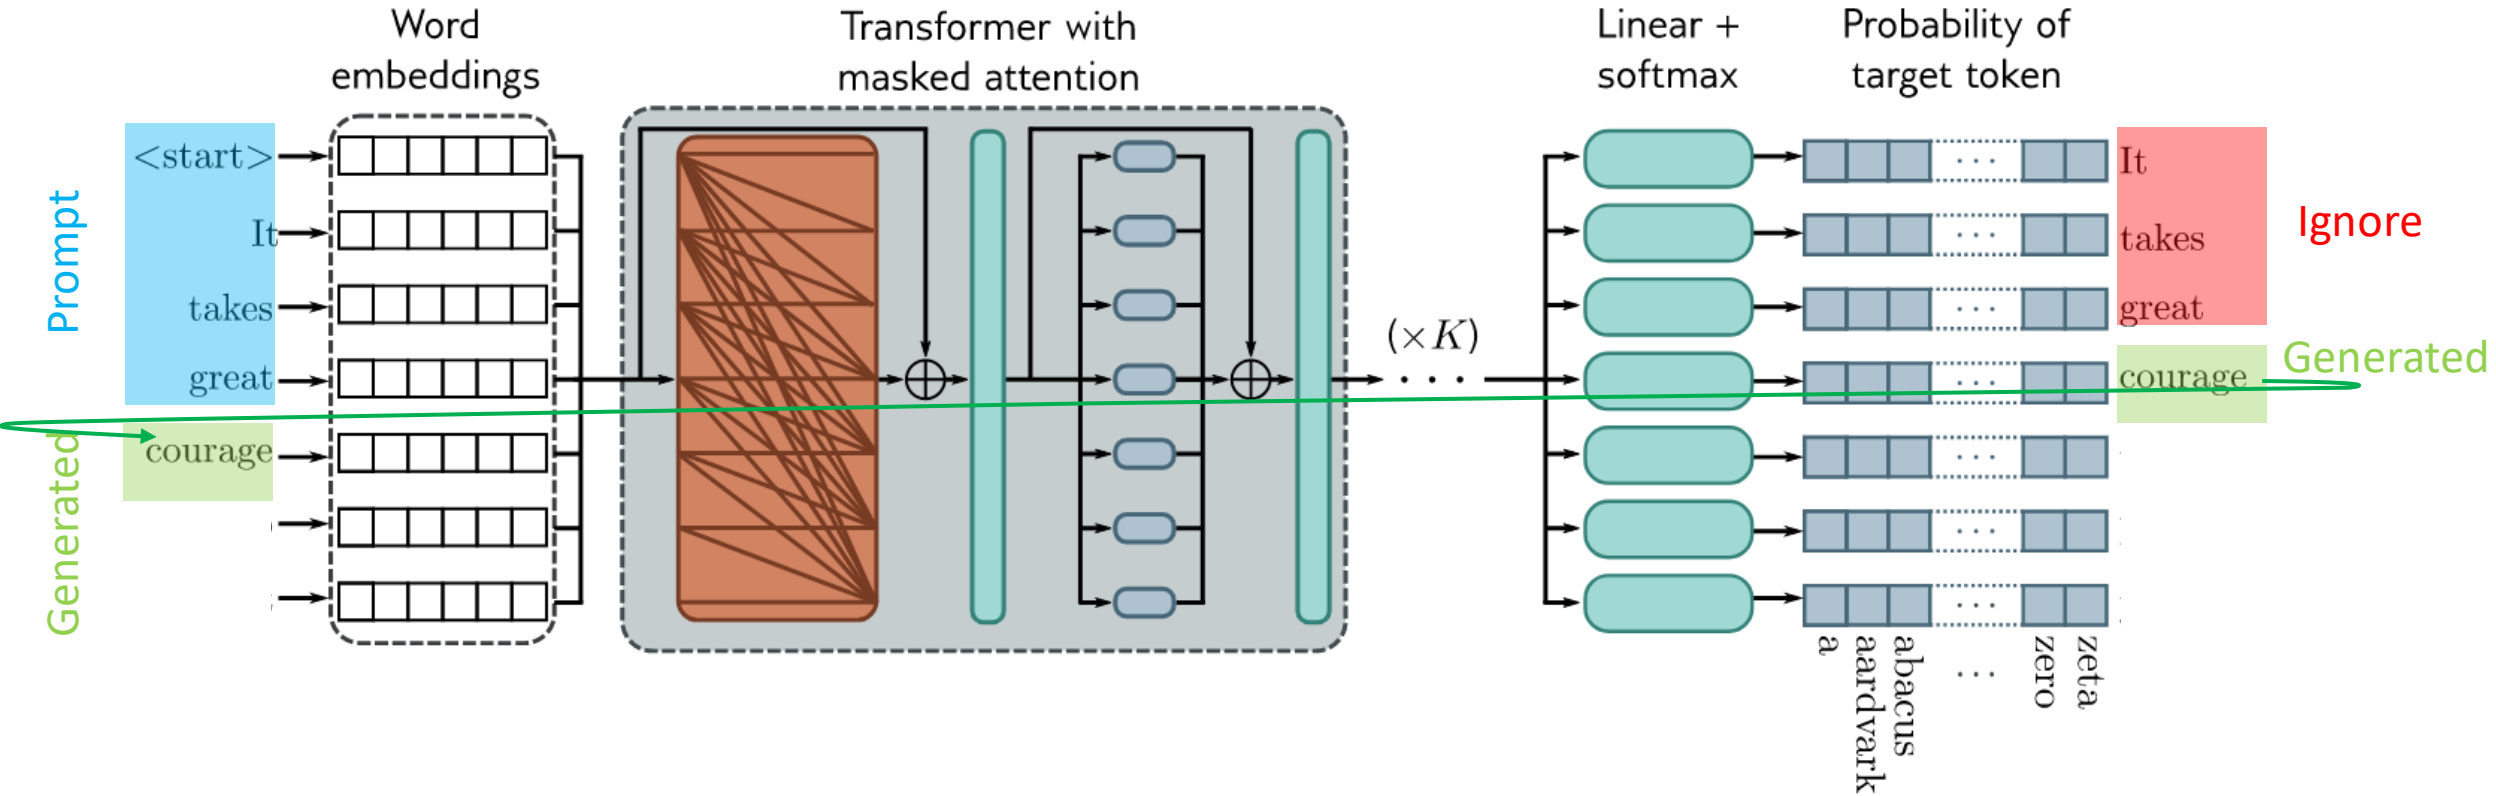 Word
embeddings
Transformer with
masked attention
Linear +
softmax
Probability of
target token
Prompt
<start>
It
takes
great
Generated
courage
(×K)
...
It
takes
great
Ignore
courage
Generated
...
...
...
...
...
...
...
a
aardvark
abacus
...
zero
zeta